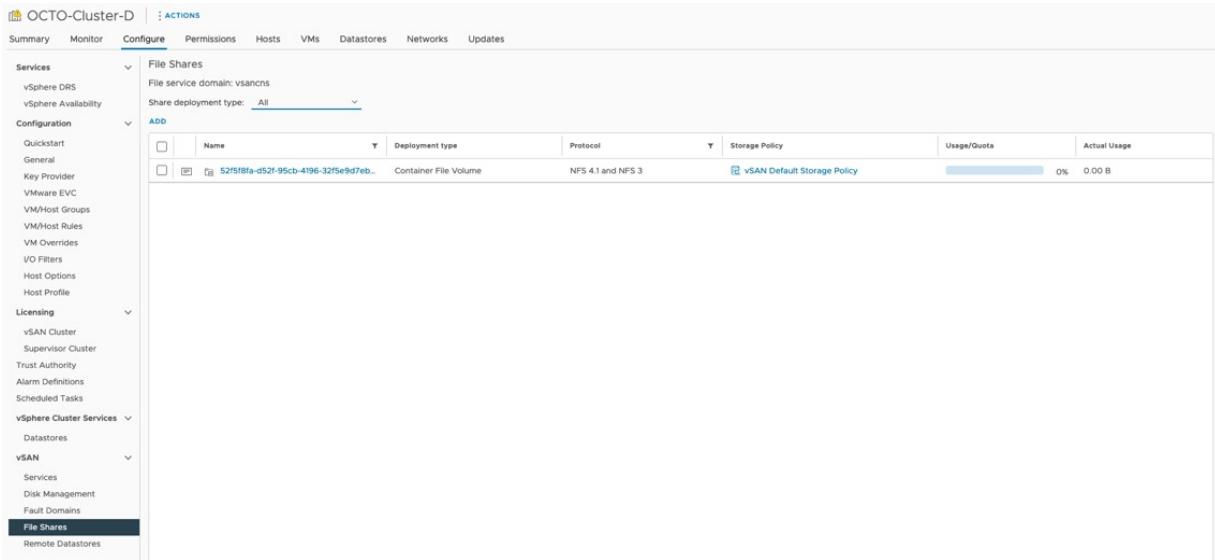 OCTO-Cluster-D ACTIONS
Summary Monitor Configure Permissions Hosts VMs Datastores Networks Updates
Services
vSphere DRS
vSphere Availability
Configuration
Quickstart
General
Key Provider
VMware EVC
VM/Host Groups
VM/Host Rules
VM Overrides
I/O Filters
Host Options
Host Profile
Licensing
vSAN Cluster
Supervisor Cluster
Trust Authority
Alarm Definitions
Scheduled Tasks
vSphere Cluster Services
Datastores
vSAN
Services
Disk Management
Fault Domains
File Shares
Remote Datastores
File Shares
File service domain: vsancns
Share deployment type: All
ADD
Name Deployment type Protocol Storage Policy Usage/Quota Actual Usage
52f5f8fa-d52f-95cb-4196-32f5e9d7eb... Container File Volume NFS 4.1 and NFS 3 vSAN Default Storage Policy 0% 0.00 B